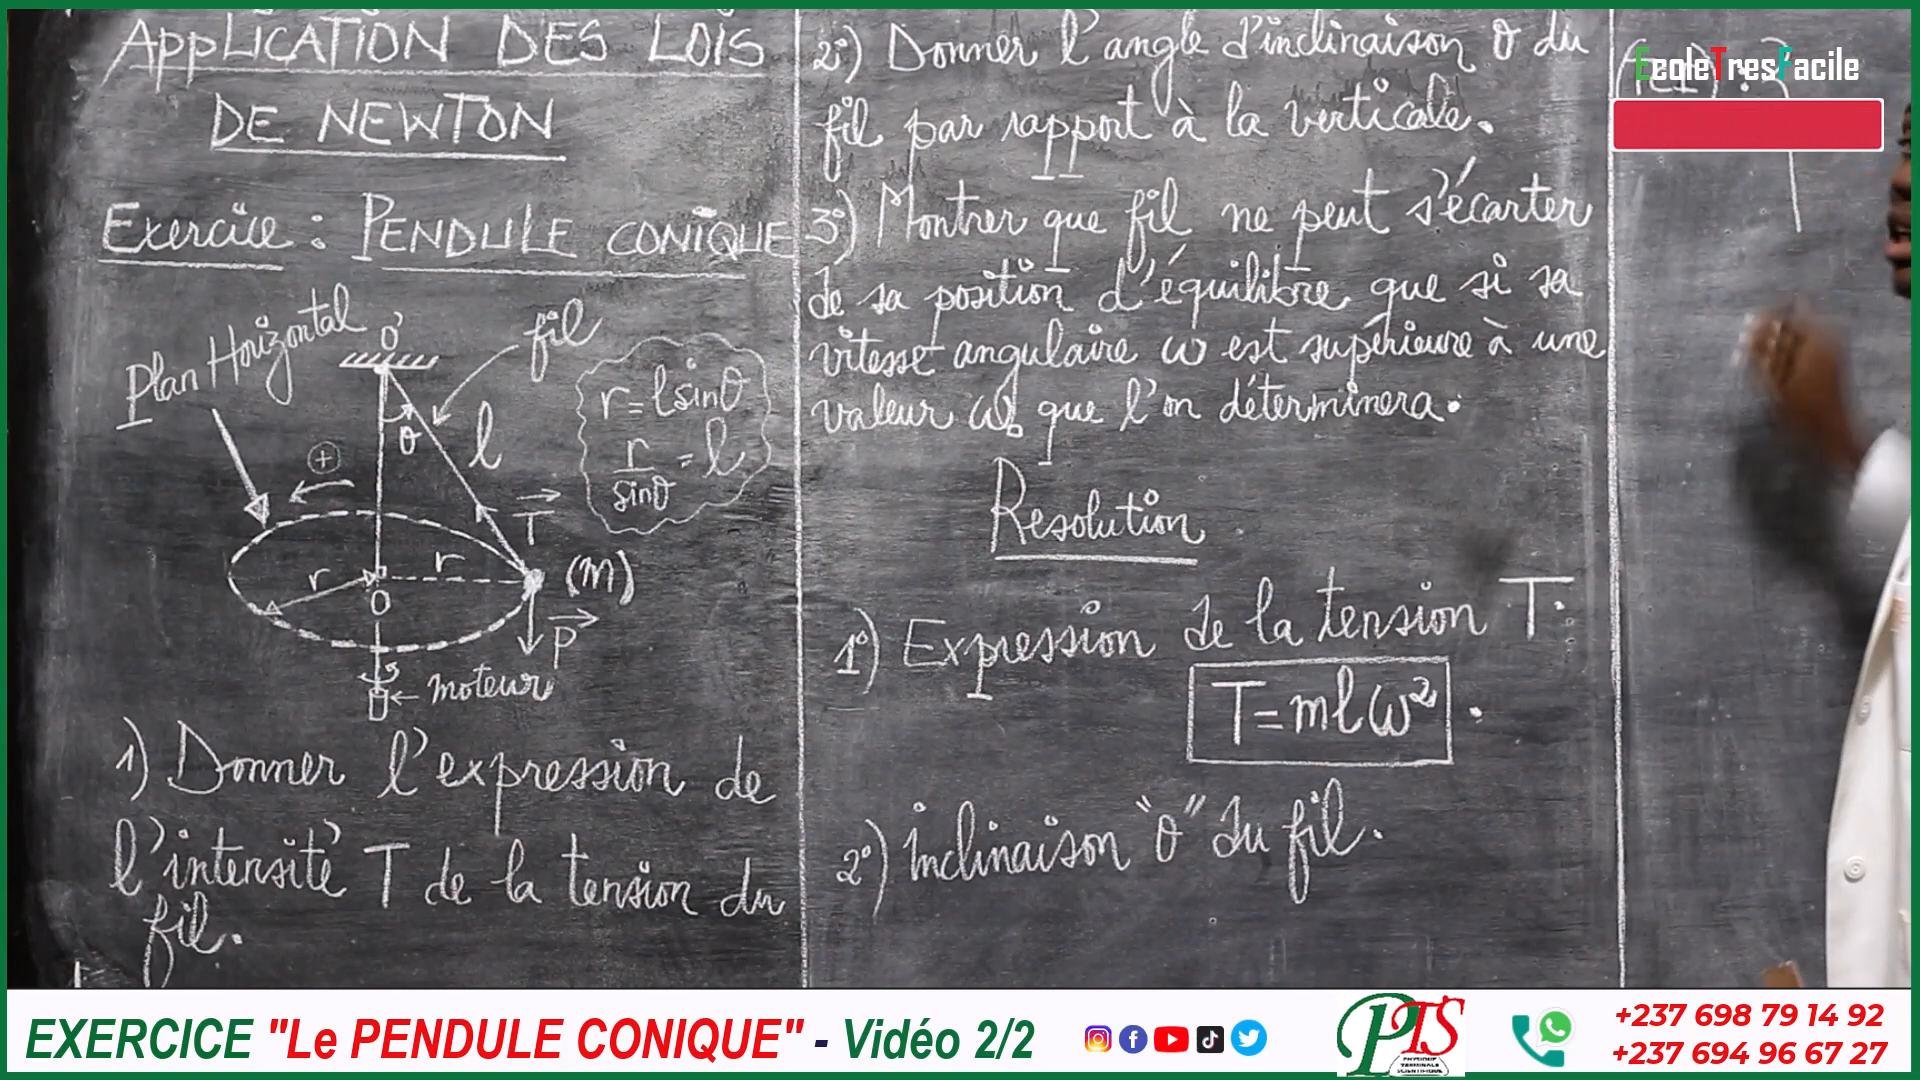 APPLICATION DES LOIS
DE NEWTON
Exercice : PENDULE CONIQUE
Plan Horizontal
O'
fil
θ
l
r = l sinθ
r/sinθ = l
+
T
r
r
O
(m)
P
moteur
1) Donner l'expression de
l'intensité T de la tension du
fil.
2°) Donner l'angle d'inclinaison θ du
fil par rapport à la verticale.
3°) Montrer que fil ne peut s'écarter
de sa position d'équilibre que si sa
vitesse angulaire ω est supérieure à une
valeur ω₀ que l'on déterminera.
Resolution
1°) Expression de la tension T:
T = mlω²
2°) inclinaison "θ" du fil.
EcoleTresFacile
EXERCICE "Le PENDULE CONIQUE" - Vidéo 2/2
PTS
PHYSIQUE
TERMINALE
SCIENTIFIQUE
+237 698 79 14 92
+237 694 96 67 27